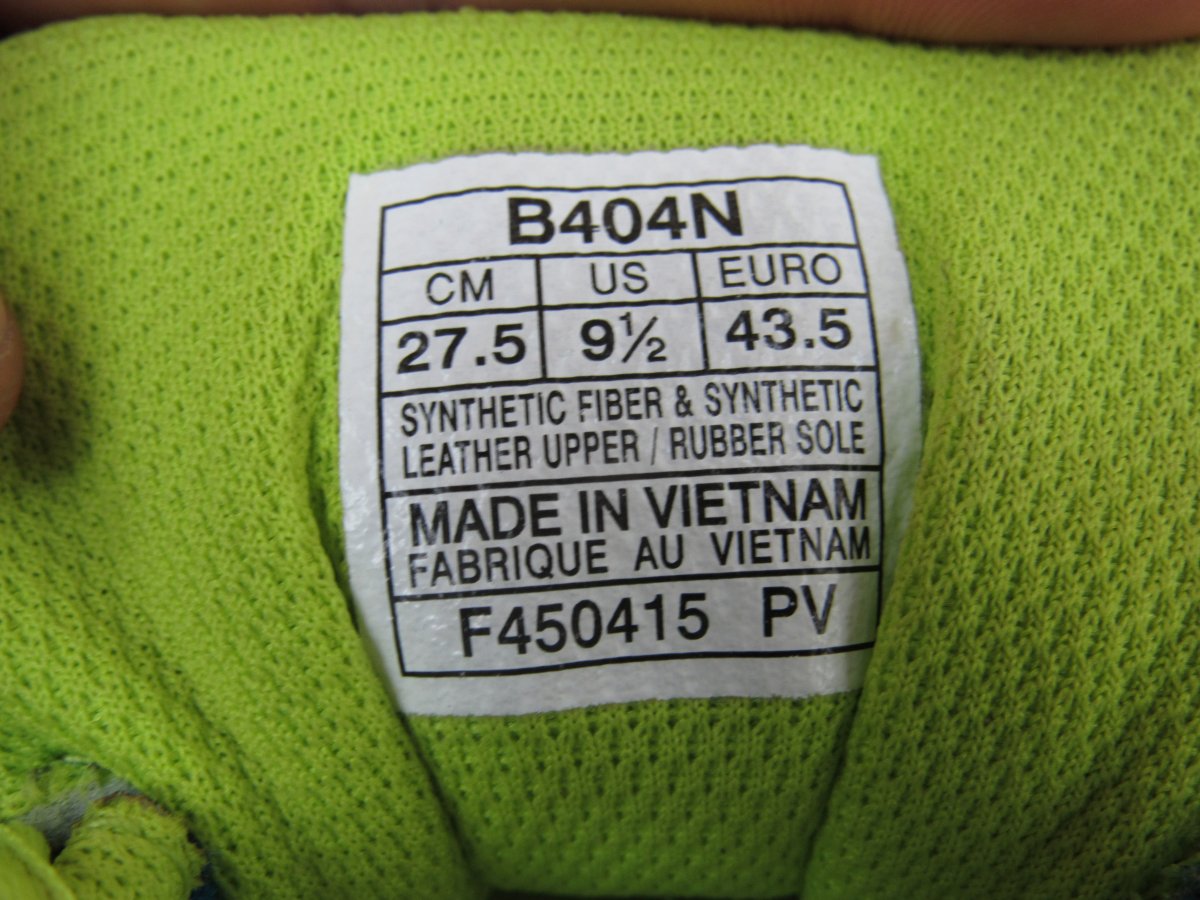 B404N
CM US EURO
27.5 9½ 43.5
SYNTHETIC FIBER & SYNTHETIC
LEATHER UPPER / RUBBER SOLE
MADE IN VIETNAM
FABRIQUE AU VIETNAM
F450415 PV